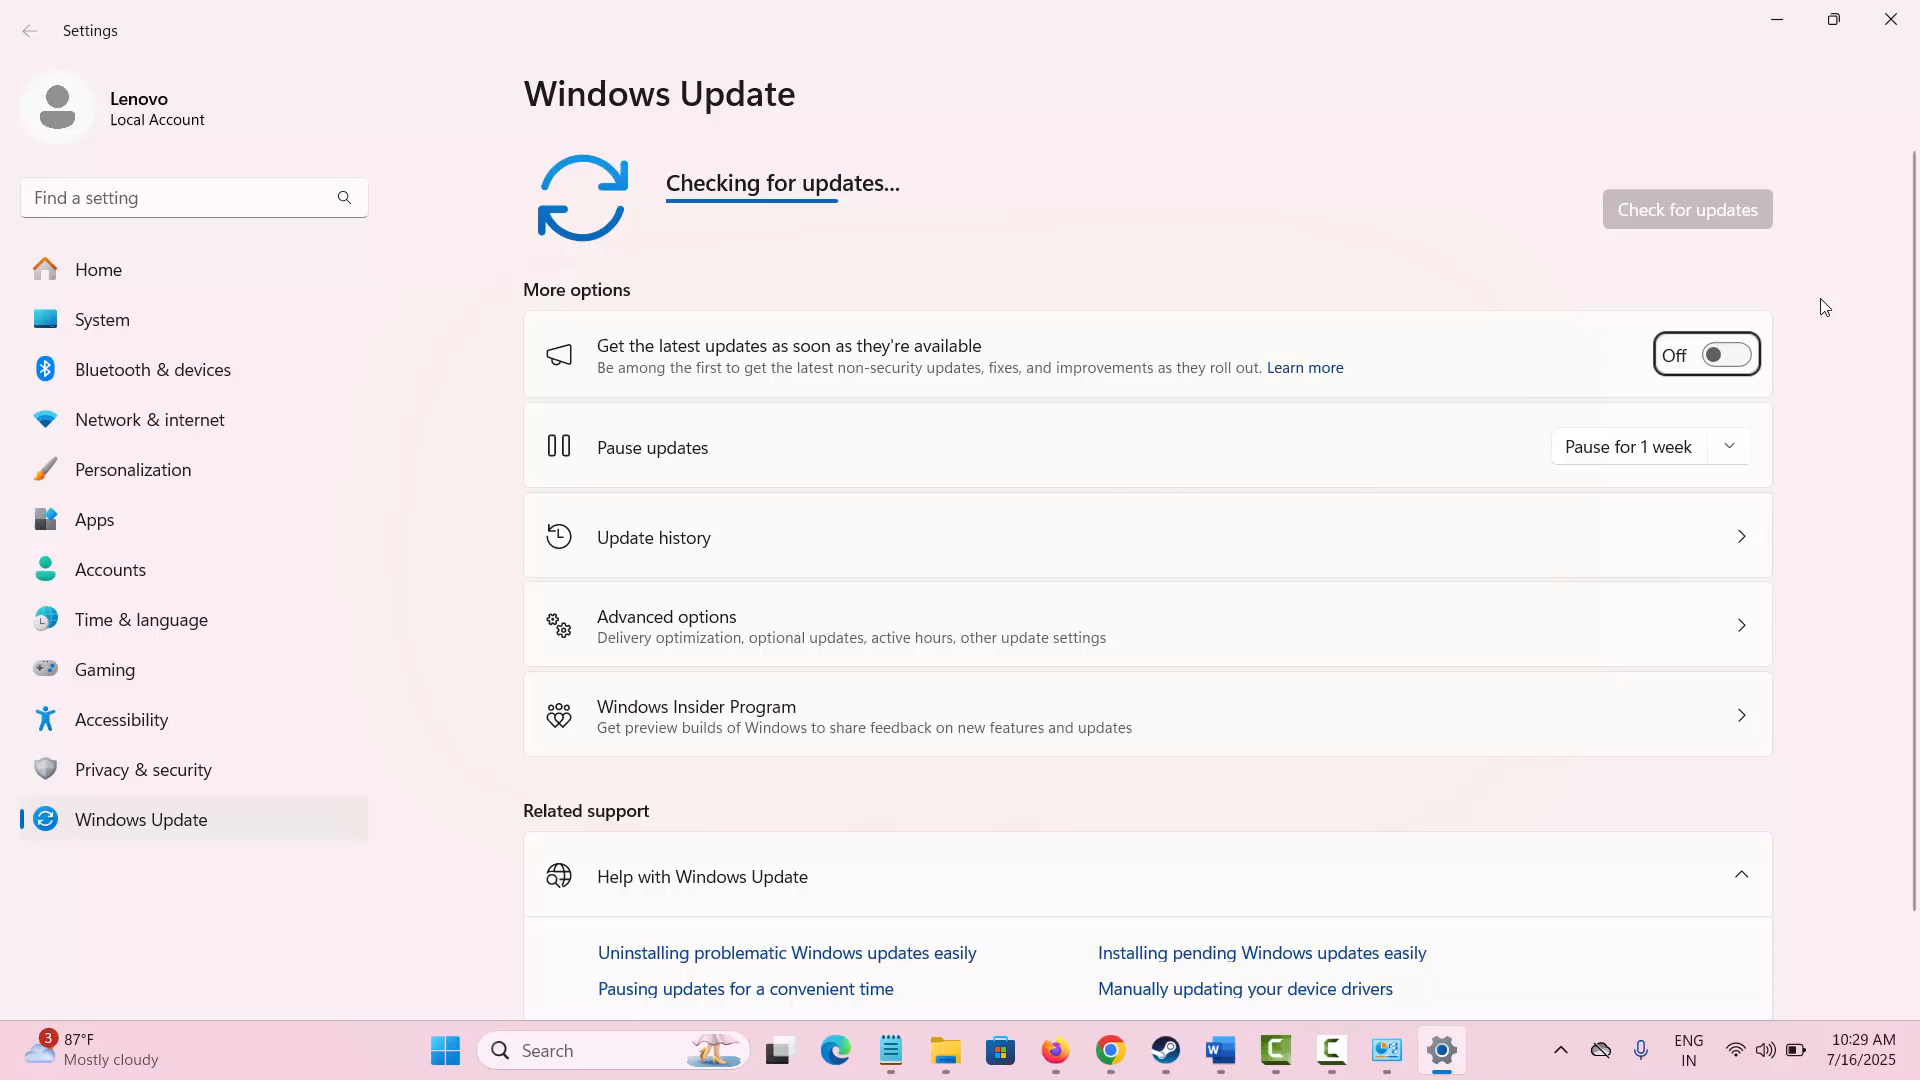 Settings
Lenovo
Local Account
Find a setting
Home
System
Bluetooth & devices
Network & internet
Personalization
Apps
Accounts
Time & language
Gaming
Accessibility
Privacy & security
Windows Update
Windows Update
Checking for updates...
Check for updates
More options
Get the latest updates as soon as they're available
Be among the first to get the latest non-security updates, fixes, and improvements as they roll out. Learn more
Off
Pause updates
Pause for 1 week
Update history
Advanced options
Delivery optimization, optional updates, active hours, other update settings
Windows Insider Program
Get preview builds of Windows to share feedback on new features and updates
Related support
Help with Windows Update
Uninstalling problematic Windows updates easily
Installing pending Windows updates easily
Pausing updates for a convenient time
Manually updating your device drivers
3
87°F
Mostly cloudy
Search
ENG
IN
10:29 AM
7/16/2025